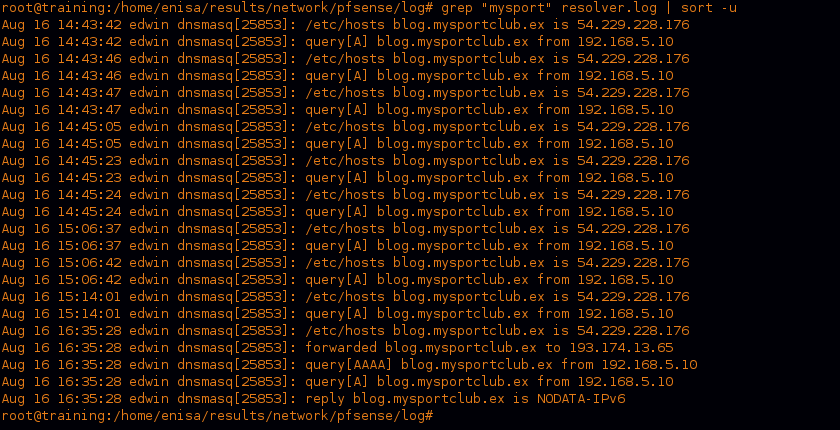 root@training:/home/enisa/results/network/pfsense/log# grep "mysport" resolver.log | sort -u
Aug 16 14:43:42 edwin dnsmasq[25853]: /etc/hosts blog.mysportclub.ex is 54.229.228.176
Aug 16 14:43:42 edwin dnsmasq[25853]: query[A] blog.mysportclub.ex from 192.168.5.10
Aug 16 14:43:46 edwin dnsmasq[25853]: /etc/hosts blog.mysportclub.ex is 54.229.228.176
Aug 16 14:43:46 edwin dnsmasq[25853]: query[A] blog.mysportclub.ex from 192.168.5.10
Aug 16 14:43:47 edwin dnsmasq[25853]: /etc/hosts blog.mysportclub.ex is 54.229.228.176
Aug 16 14:43:47 edwin dnsmasq[25853]: query[A] blog.mysportclub.ex from 192.168.5.10
Aug 16 14:45:05 edwin dnsmasq[25853]: /etc/hosts blog.mysportclub.ex is 54.229.228.176
Aug 16 14:45:05 edwin dnsmasq[25853]: query[A] blog.mysportclub.ex from 192.168.5.10
Aug 16 14:45:23 edwin dnsmasq[25853]: /etc/hosts blog.mysportclub.ex is 54.229.228.176
Aug 16 14:45:23 edwin dnsmasq[25853]: query[A] blog.mysportclub.ex from 192.168.5.10
Aug 16 14:45:24 edwin dnsmasq[25853]: /etc/hosts blog.mysportclub.ex is 54.229.228.176
Aug 16 14:45:24 edwin dnsmasq[25853]: query[A] blog.mysportclub.ex from 192.168.5.10
Aug 16 15:06:37 edwin dnsmasq[25853]: /etc/hosts blog.mysportclub.ex is 54.229.228.176
Aug 16 15:06:37 edwin dnsmasq[25853]: query[A] blog.mysportclub.ex from 192.168.5.10
Aug 16 15:06:42 edwin dnsmasq[25853]: /etc/hosts blog.mysportclub.ex is 54.229.228.176
Aug 16 15:06:42 edwin dnsmasq[25853]: query[A] blog.mysportclub.ex from 192.168.5.10
Aug 16 15:14:01 edwin dnsmasq[25853]: /etc/hosts blog.mysportclub.ex is 54.229.228.176
Aug 16 15:14:01 edwin dnsmasq[25853]: query[A] blog.mysportclub.ex from 192.168.5.10
Aug 16 16:35:28 edwin dnsmasq[25853]: /etc/hosts blog.mysportclub.ex is 54.229.228.176
Aug 16 16:35:28 edwin dnsmasq[25853]: forwarded blog.mysportclub.ex to 193.174.13.65
Aug 16 16:35:28 edwin dnsmasq[25853]: query[AAAA] blog.mysportclub.ex from 192.168.5.10
Aug 16 16:35:28 edwin dnsmasq[25853]: query[A] blog.mysportclub.ex from 192.168.5.10
Aug 16 16:35:28 edwin dnsmasq[25853]: reply blog.mysportclub.ex is NODATA-IPv6
root@training:/home/enisa/results/network/pfsense/log#